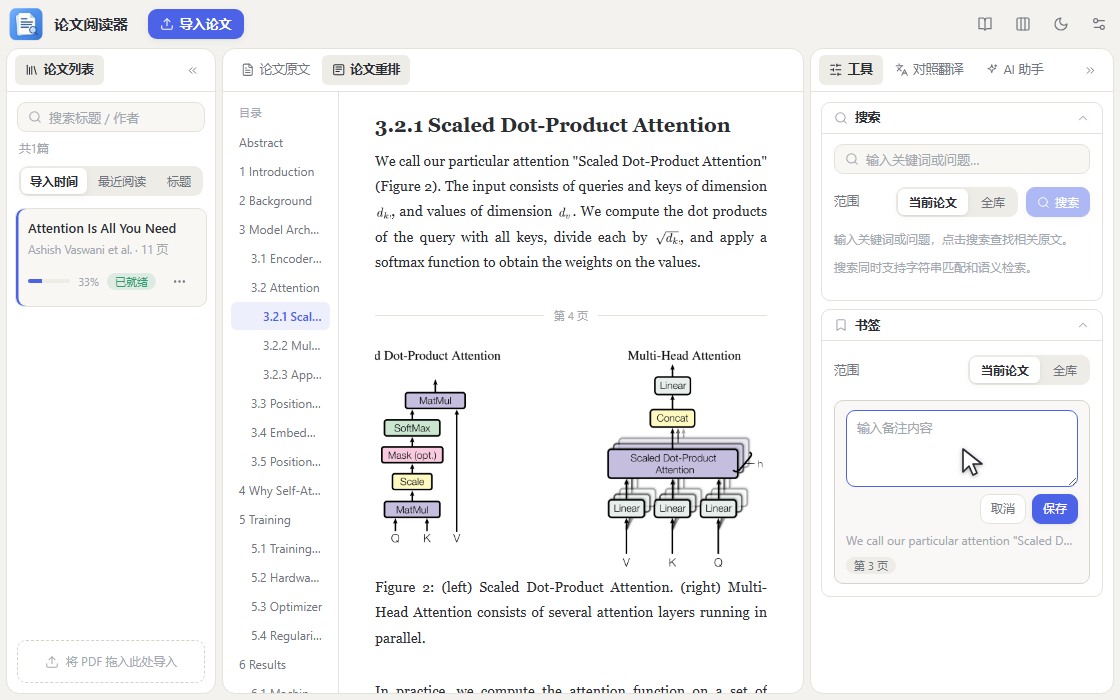 论文阅读器
导入论文
论文列表
搜索标题 / 作者
共1篇
导入时间 最近阅读 标题
Attention Is All You Need
Ashish Vaswani et al. · 11 页
33% 已就绪
将 PDF 拖入此处导入
论文原文 论文重排
目录
Abstract
1 Introduction
2 Background
3 Model Arch...
3.1 Encoder...
3.2 Attention
3.2.1 Scal...
3.2.2 Mul...
3.2.3 App...
3.3 Position...
3.4 Embed...
3.5 Position...
4 Why Self-At...
5 Training
5.1 Training...
5.2 Hardwa...
5.3 Optimizer
5.4 Regulari...
6 Results
6.1 Machin...
3.2.1 Scaled Dot-Product Attention
We call our particular attention "Scaled Dot-Product Attention"
(Figure 2). The input consists of queries and keys of dimension
dₖ, and values of dimension dᵥ. We compute the dot products
of the query with all keys, divide each by √dₖ, and apply a
softmax function to obtain the weights on the values.
第 4 页
d Dot-Product Attention
MatMul
SoftMax
Mask (opt.)
Scale
MatMul
Q K V
Multi-Head Attention
Linear
Concat
Scaled Dot-Product
Attention
h
Linear Linear Linear
V K Q
Figure 2: (left) Scaled Dot-Product Attention. (right) Multi-
Head Attention consists of several attention layers running in
parallel.
In practice, we compute the attention function on a set of
工具 对照翻译 AI 助手
搜索
输入关键词或问题...
范围 当前论文 全库 搜索
输入关键词或问题，点击搜索查找相关原文。
搜索同时支持字符串匹配和语义检索。
书签
范围 当前论文 全库
输入备注内容
取消 保存
We call our particular attention "Scaled D...
第 3 页